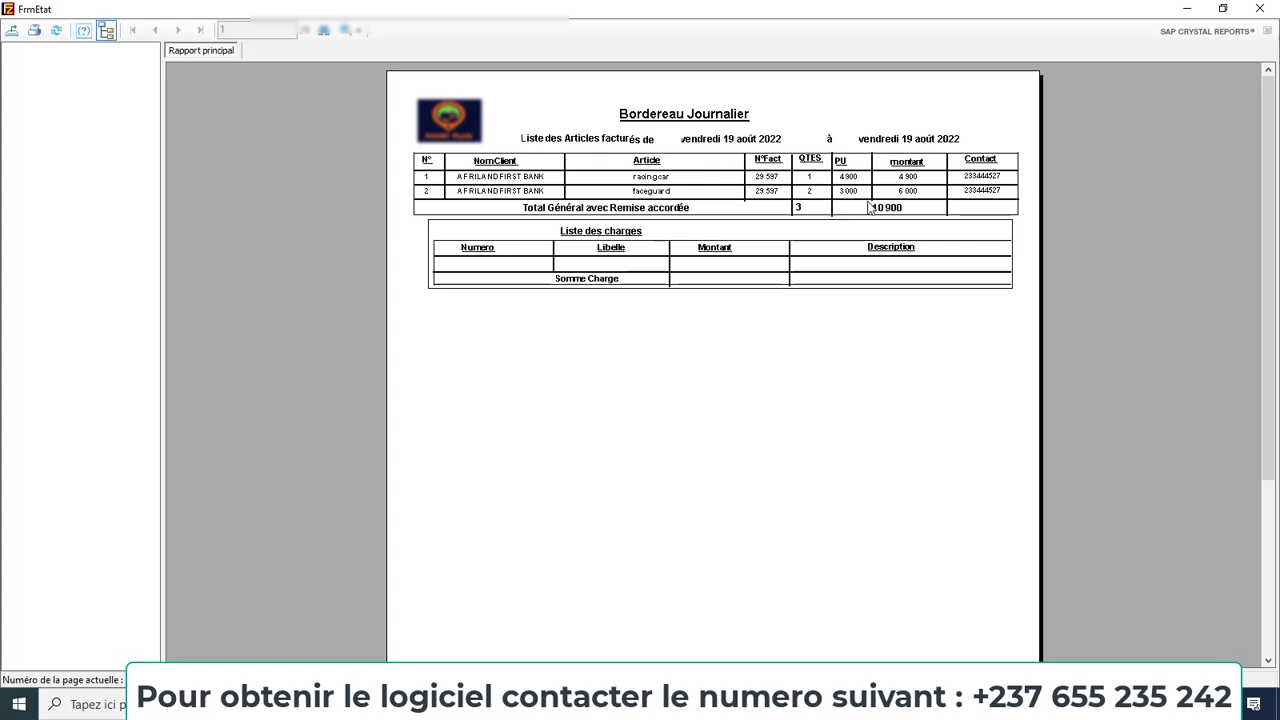 FrmEtat
1
SAP CRYSTAL REPORTS®
Rapport principal
Bordereau Journalier
Liste des Articles facturés de vendredi 19 août 2022 à vendredi 19 août 2022
N° NomClient Article N°Fact QTES PU montant Contact
1 AFRILAND FIRST BANK racing car 29 597 1 4 900 4 900 233444527
2 AFRILAND FIRST BANK faceguard 29 597 2 3 000 6 000 233444527
Total Général avec Remise accordée 3 10 900
Liste des charges
Numero Libelle Montant Description
Somme Charge
Numéro de la page actuelle :
Tapez ici p
Pour obtenir le logiciel contacter le numero suivant : +237 655 235 242